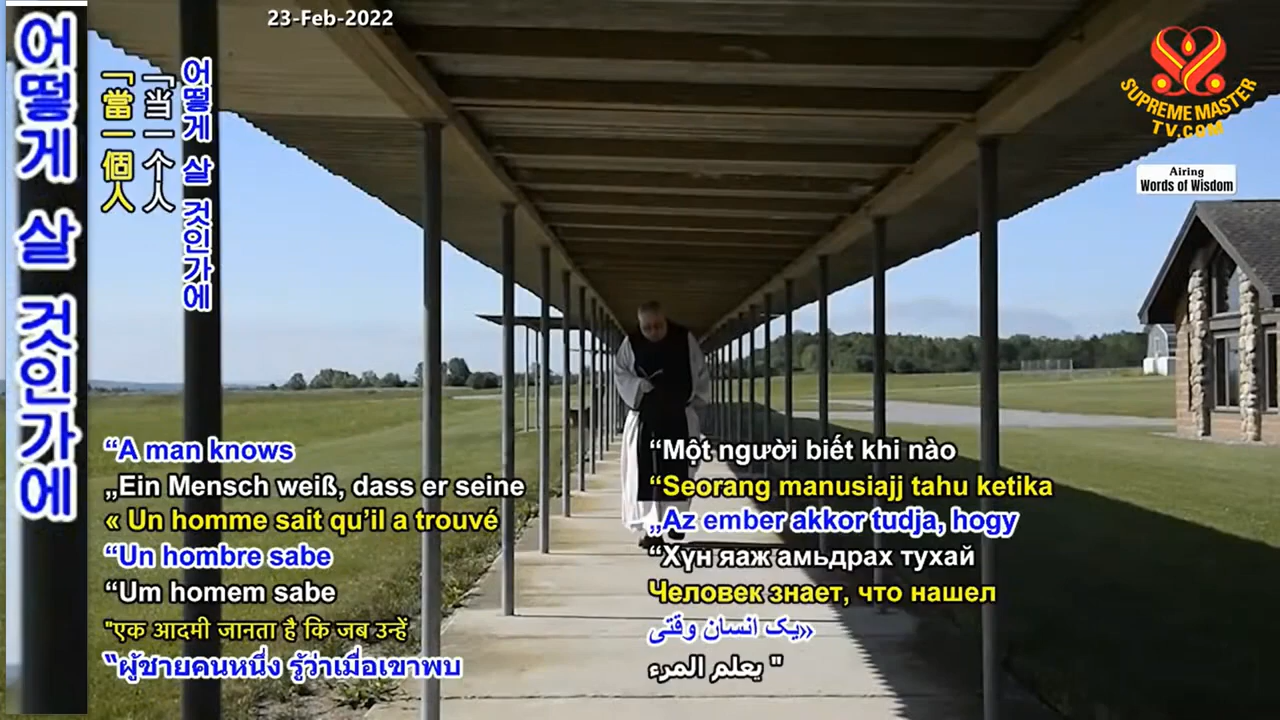 23-Feb-2022
SUPREME MASTER
TV.COM
Airing
Words of Wisdom
어떻게 살 것인가에
「當一個人
「当一个人
어떻게 살 것인가에
“A man knows
„Ein Mensch weiß, dass er seine
« Un homme sait qu’il a trouvé
“Un hombre sabe
“Um homem sabe
"एक आदमी जानता है कि जब उन्हें
“ผู้ชายคนหนึ่ง รู้ว่าเมื่อเขาพบ
“Một người biết khi nào
“Seorang manusiajj tahu ketika
„Az ember akkor tudja, hogy
“Хүн яаж амьдрах тухай
Человек знает, что нашел
«یک انسان وقتی
" يعلم المرء